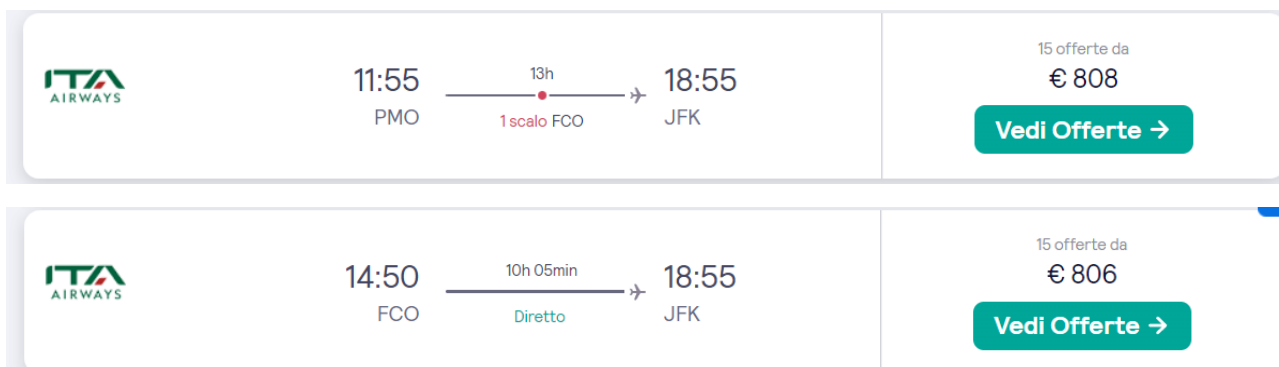 ITA
AIRWAYS
11:55
PMO
13h
1 scalo FCO
18:55
JFK
15 offerte da
€ 808
Vedi Offerte →
ITA
AIRWAYS
14:50
FCO
10h 05min
Diretto
18:55
JFK
15 offerte da
€ 806
Vedi Offerte →